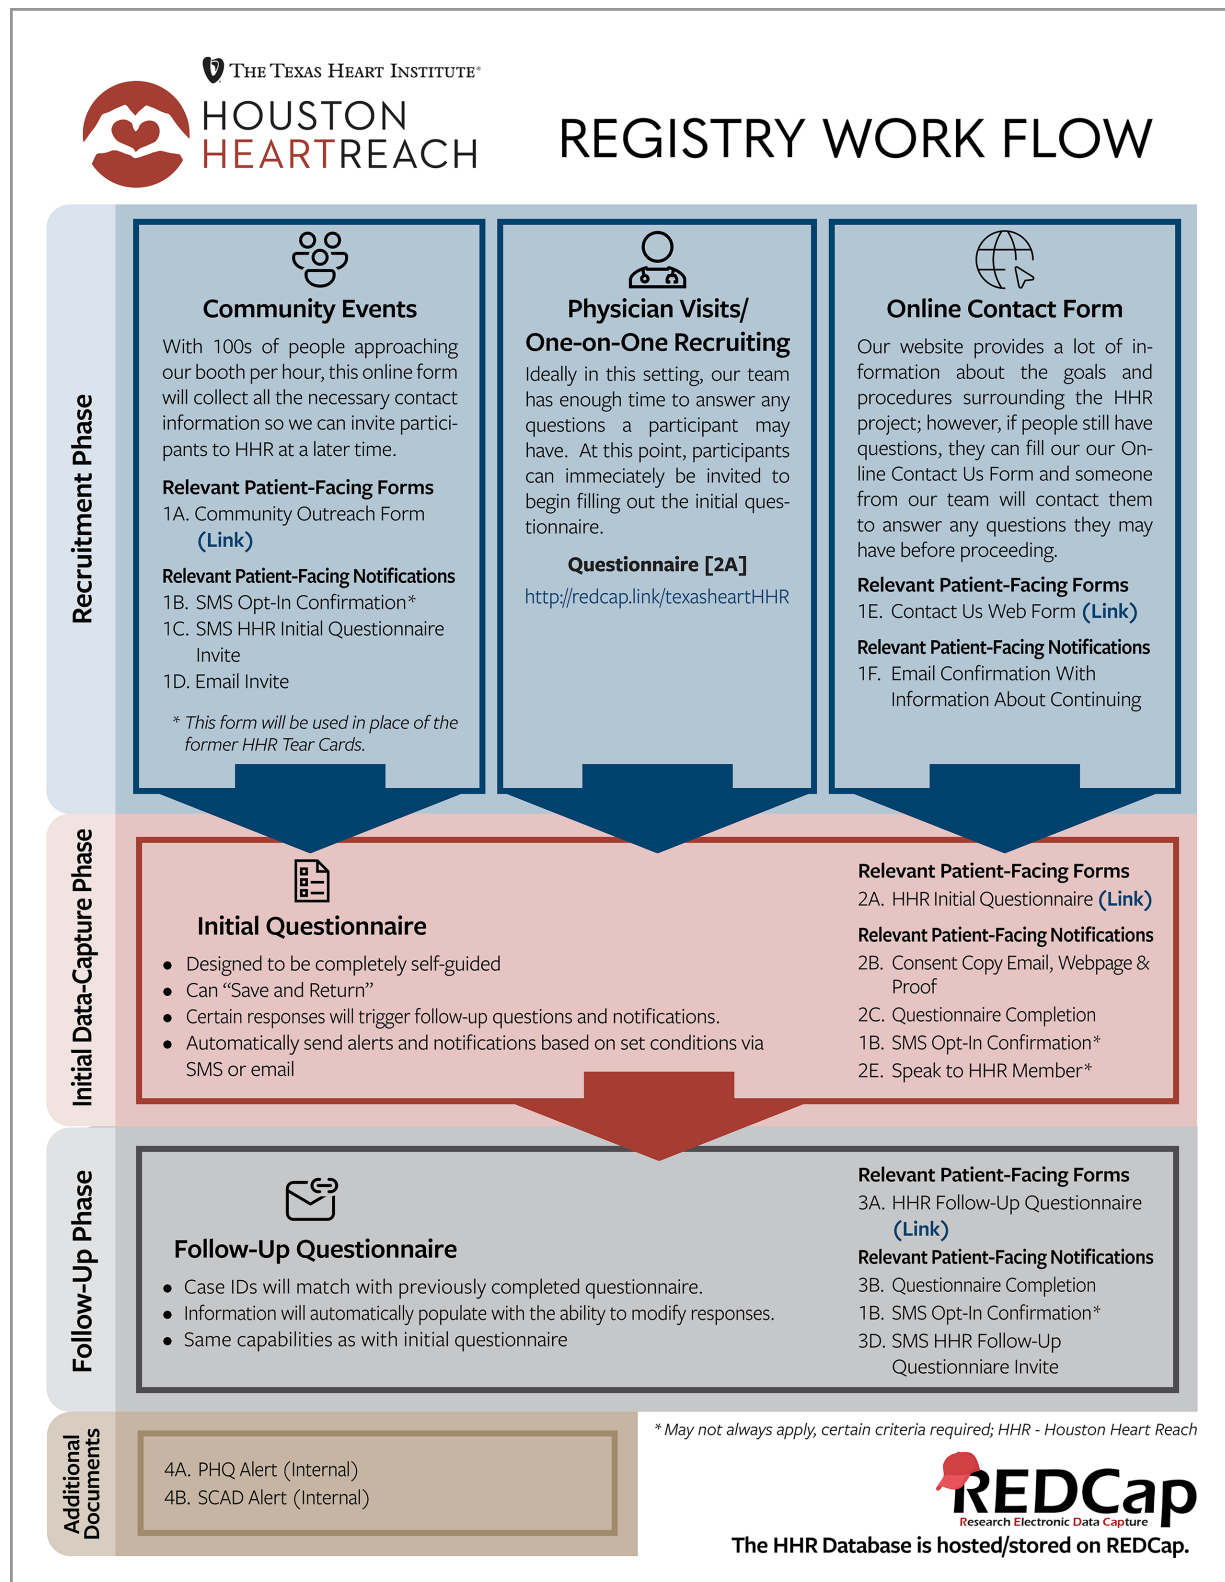 THE TEXAS HEART INSTITUTE®
HOUSTON
HEARTREACH
REGISTRY WORK FLOW
Recruitment Phase
Community Events
With 100s of people approaching
our booth per hour, this online form
will collect all the necessary contact
information so we can invite partici-
pants to HHR at a later time.
Relevant Patient-Facing Forms
1A. Community Outreach Form
(Link)
Relevant Patient-Facing Notifications
1B. SMS Opt-In Confirmation*
1C. SMS HHR Initial Questionnaire
Invite
1D. Email Invite
* This form will be used in place of the
former HHR Tear Cards.
Physician Visits/
One-on-One Recruiting
Ideally in this setting, our team
has enough time to answer any
questions a participant may
have. At this point, participants
can immeciately be invited to
begin filling out the initial ques-
tionnaire.
Questionnaire [2A]
http://redcap.link/texasheartHHR
Online Contact Form
Our website provides a lot of in-
formation about the goals and
procedures surrounding the HHR
project; however, if people still have
questions, they can fill our our On-
line Contact Us Form and someone
from our team will contact them
to answer any questions they may
have before proceeding.
Relevant Patient-Facing Forms
1E. Contact Us Web Form (Link)
Relevant Patient-Facing Notifications
1F. Email Confirmation With
Information About Continuing
Initial Data-Capture Phase
Initial Questionnaire
● Designed to be completely self-guided
● Can “Save and Return”
● Certain responses will trigger follow-up questions and notifications.
● Automatically send alerts and notifications based on set conditions via
SMS or email
Relevant Patient-Facing Forms
2A. HHR Initial Questionnaire (Link)
Relevant Patient-Facing Notifications
2B. Consent Copy Email, Webpage &
Proof
2C. Questionnaire Completion
1B. SMS Opt-In Confirmation*
2E. Speak to HHR Member*
Follow-Up Phase
Follow-Up Questionnaire
● Case IDs will match with previously completed questionnaire.
● Information will automatically populate with the ability to modify responses.
● Same capabilities as with initial questionnaire
Relevant Patient-Facing Forms
3A. HHR Follow-Up Questionnaire
(Link)
Relevant Patient-Facing Notifications
3B. Questionnaire Completion
1B. SMS Opt-In Confirmation*
3D. SMS HHR Follow-Up
Questionniare Invite
Additional
Documents
4A. PHQ Alert (Internal)
4B. SCAD Alert (Internal)
* May not always apply, certain criteria required; HHR - Houston Heart Reach
REDCap
Research Electronic Data Capture
The HHR Database is hosted/stored on REDCap.